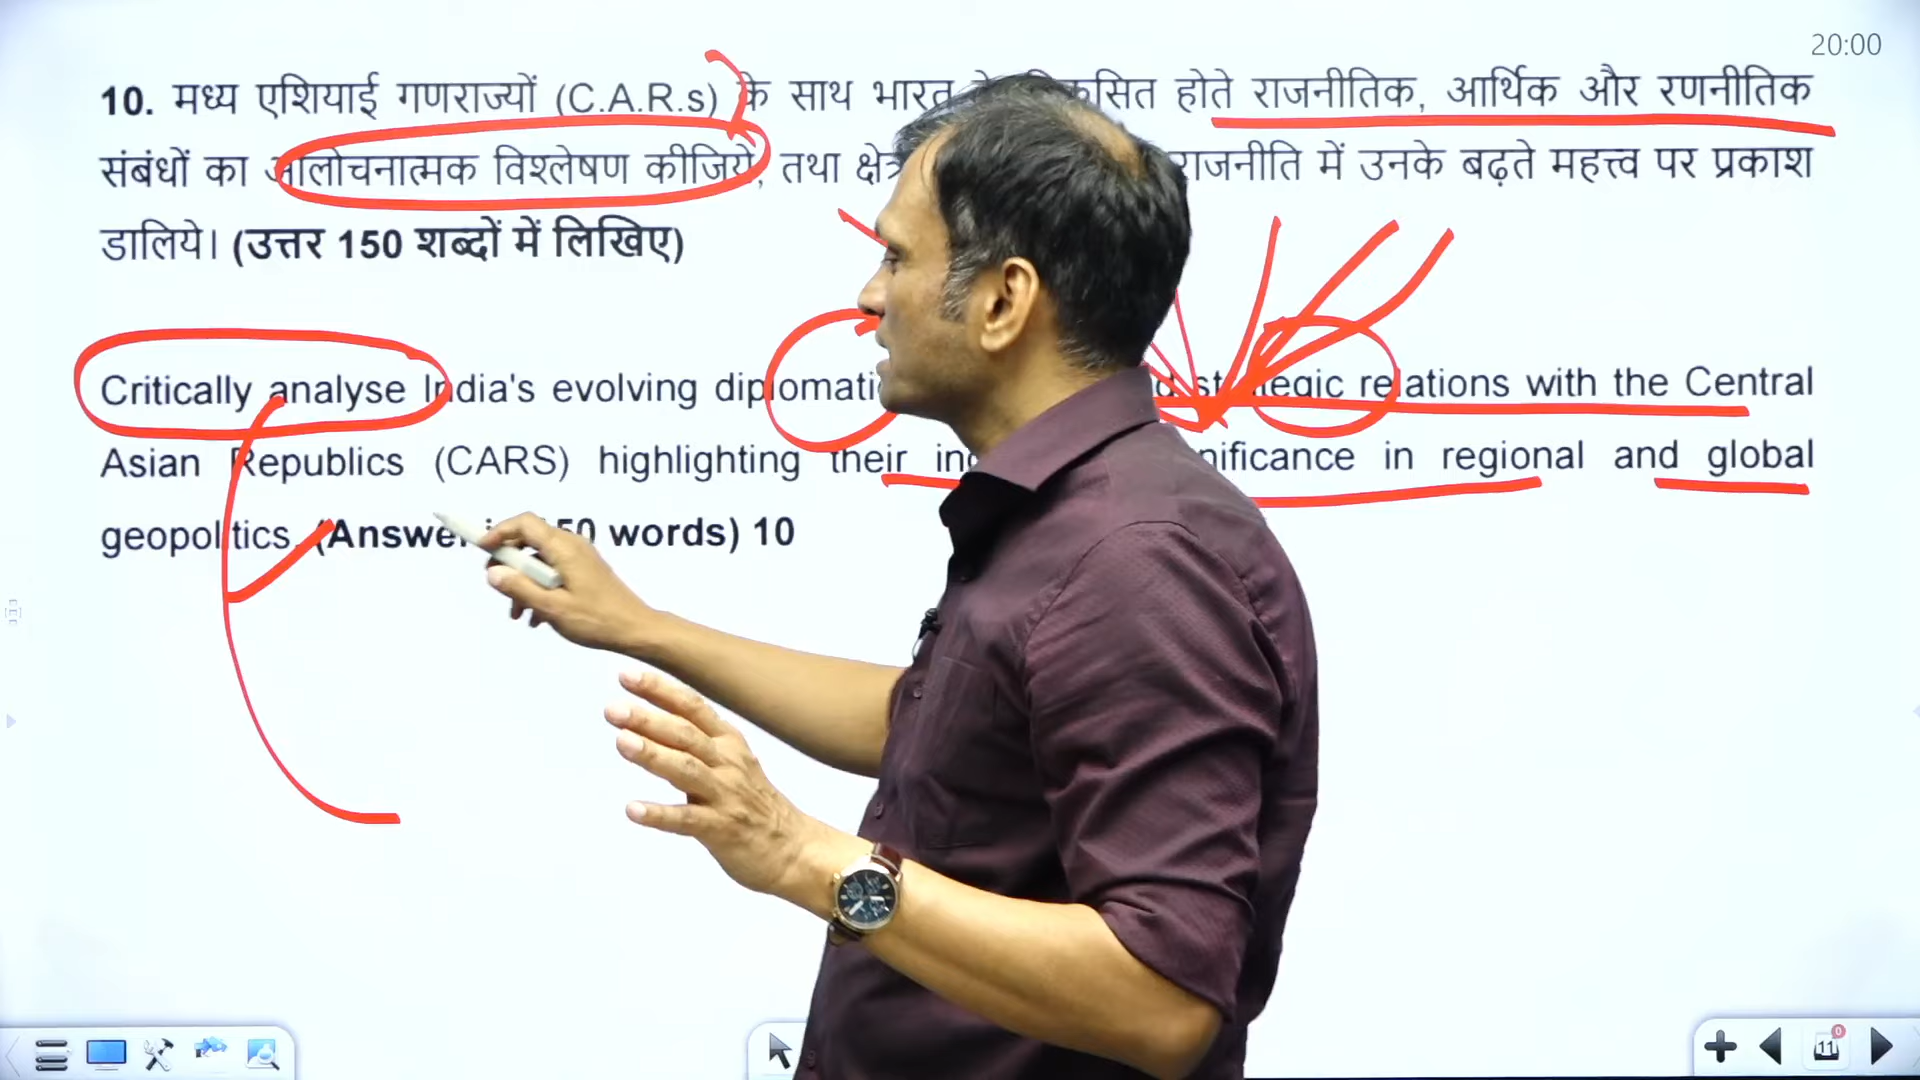 20:00
10. मध्य एशियाई गणराज्यों (C.A.R.s) के साथ भारत होते राजनीतिक, आर्थिक और रणनीतिक
संबंधों का आलोचनात्मक विश्लेषण कीजिये, तथा में उनके बढ़ते महत्त्व पर प्रकाश
डालिये। (उत्तर 150 शब्दों में लिखिए)
Critically analyse India's evolving relations with the Central
Asian Republics (CARS) highlighting their in regional and global
geopolitics. words) 10
11
0